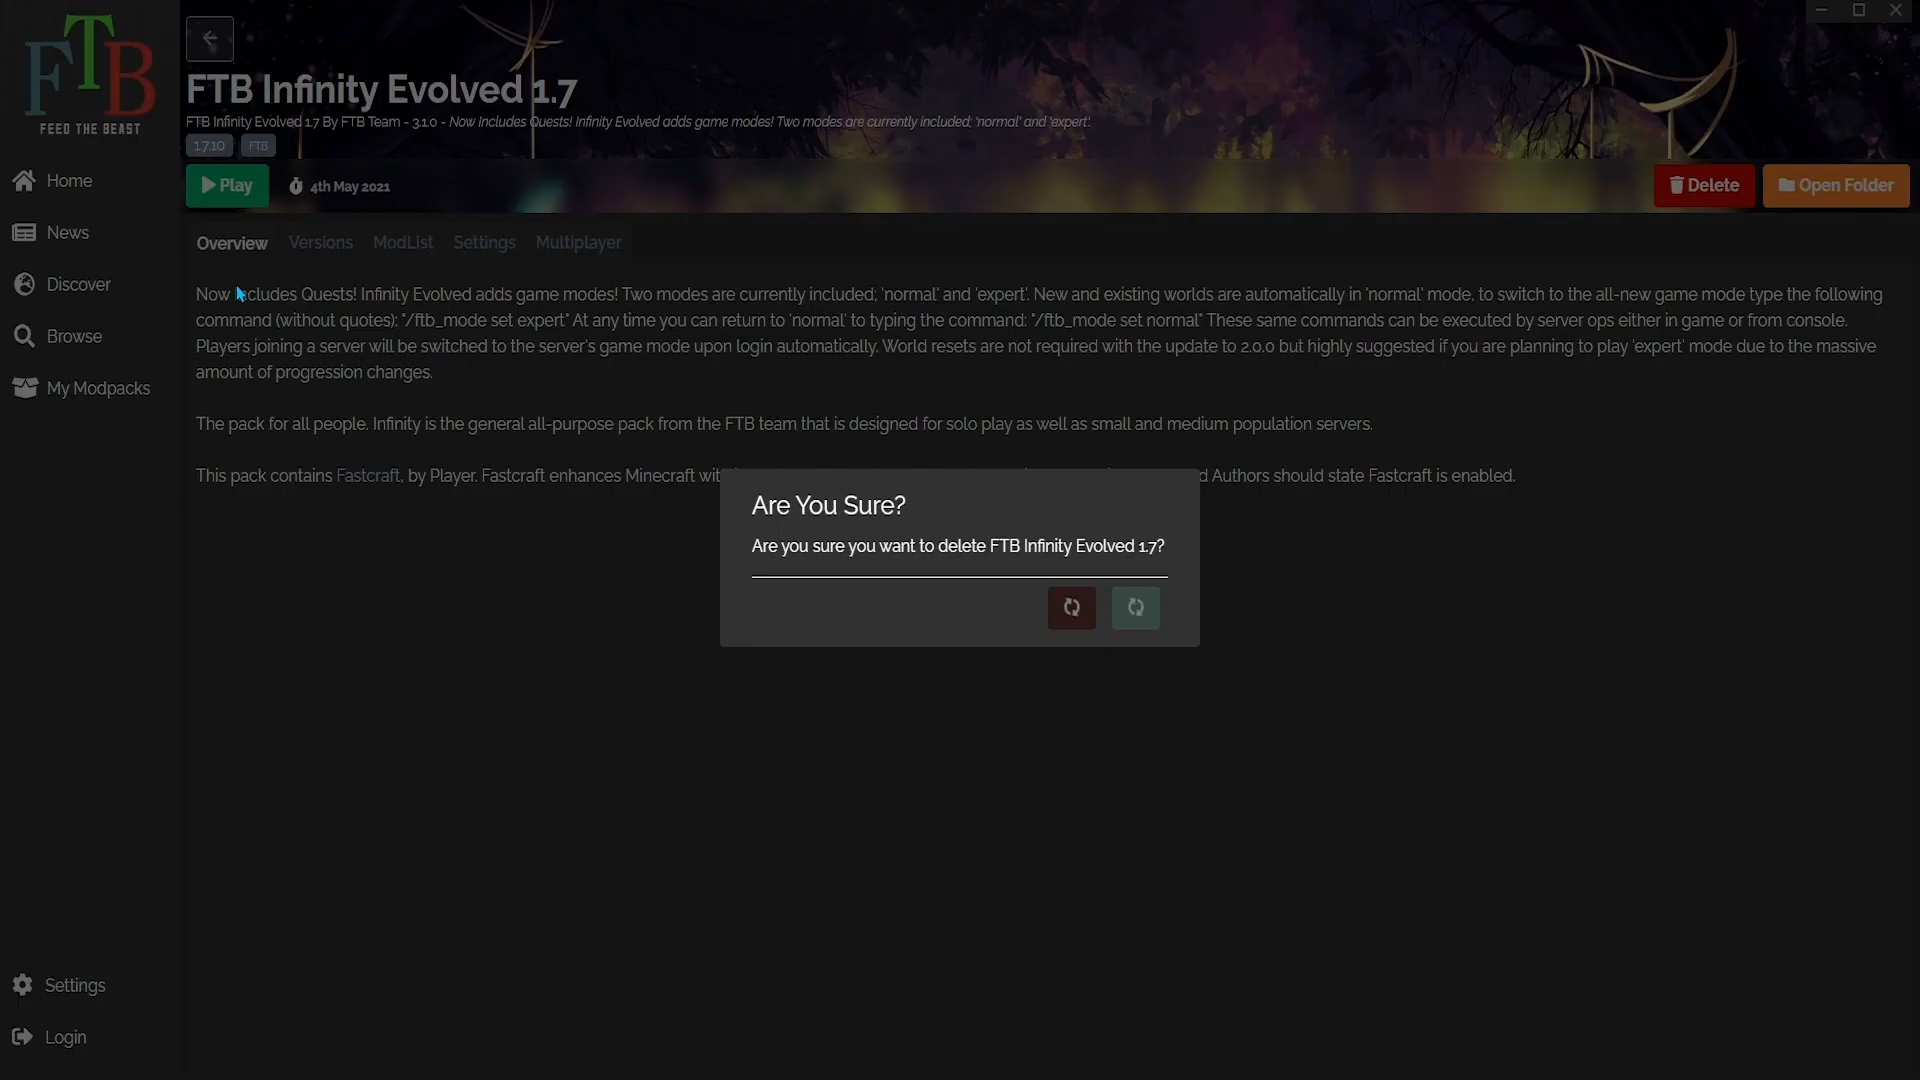 FTB
FEED THE BEAST
Home
News
Discover
Browse
My Modpacks
Settings
Login
FTB Infinity Evolved 1.7
FTB Infinity Evolved 1.7 By FTB Team - 3.1.0 - Now Includes Quests! Infinity Evolved adds game modes! Two modes are currently included; 'normal' and 'expert'.
1.7.10 FTB
Play 4th May 2021 Delete Open Folder
Overview Versions ModList Settings Multiplayer
Now includes Quests! Infinity Evolved adds game modes! Two modes are currently included; 'normal' and 'expert'. New and existing worlds are automatically in 'normal' mode, to switch to the all-new game mode type the following
command (without quotes): "/ftb_mode set expert" At any time you can return to 'normal' to typing the command: "/ftb_mode set normal" These same commands can be executed by server ops either in game or from console.
Players joining a server will be switched to the server's game mode upon login automatically. World resets are not required with the update to 2.0.0 but highly suggested if you are planning to play 'expert' mode due to the massive
amount of progression changes.
The pack for all people. Infinity is the general all-purpose pack from the FTB team that is designed for solo play as well as small and medium population servers.
This pack contains Fastcraft, by Player. Fastcraft enhances Minecraft Authors should state Fastcraft is enabled.
Are You Sure?
Are you sure you want to delete FTB Infinity Evolved 1.7?